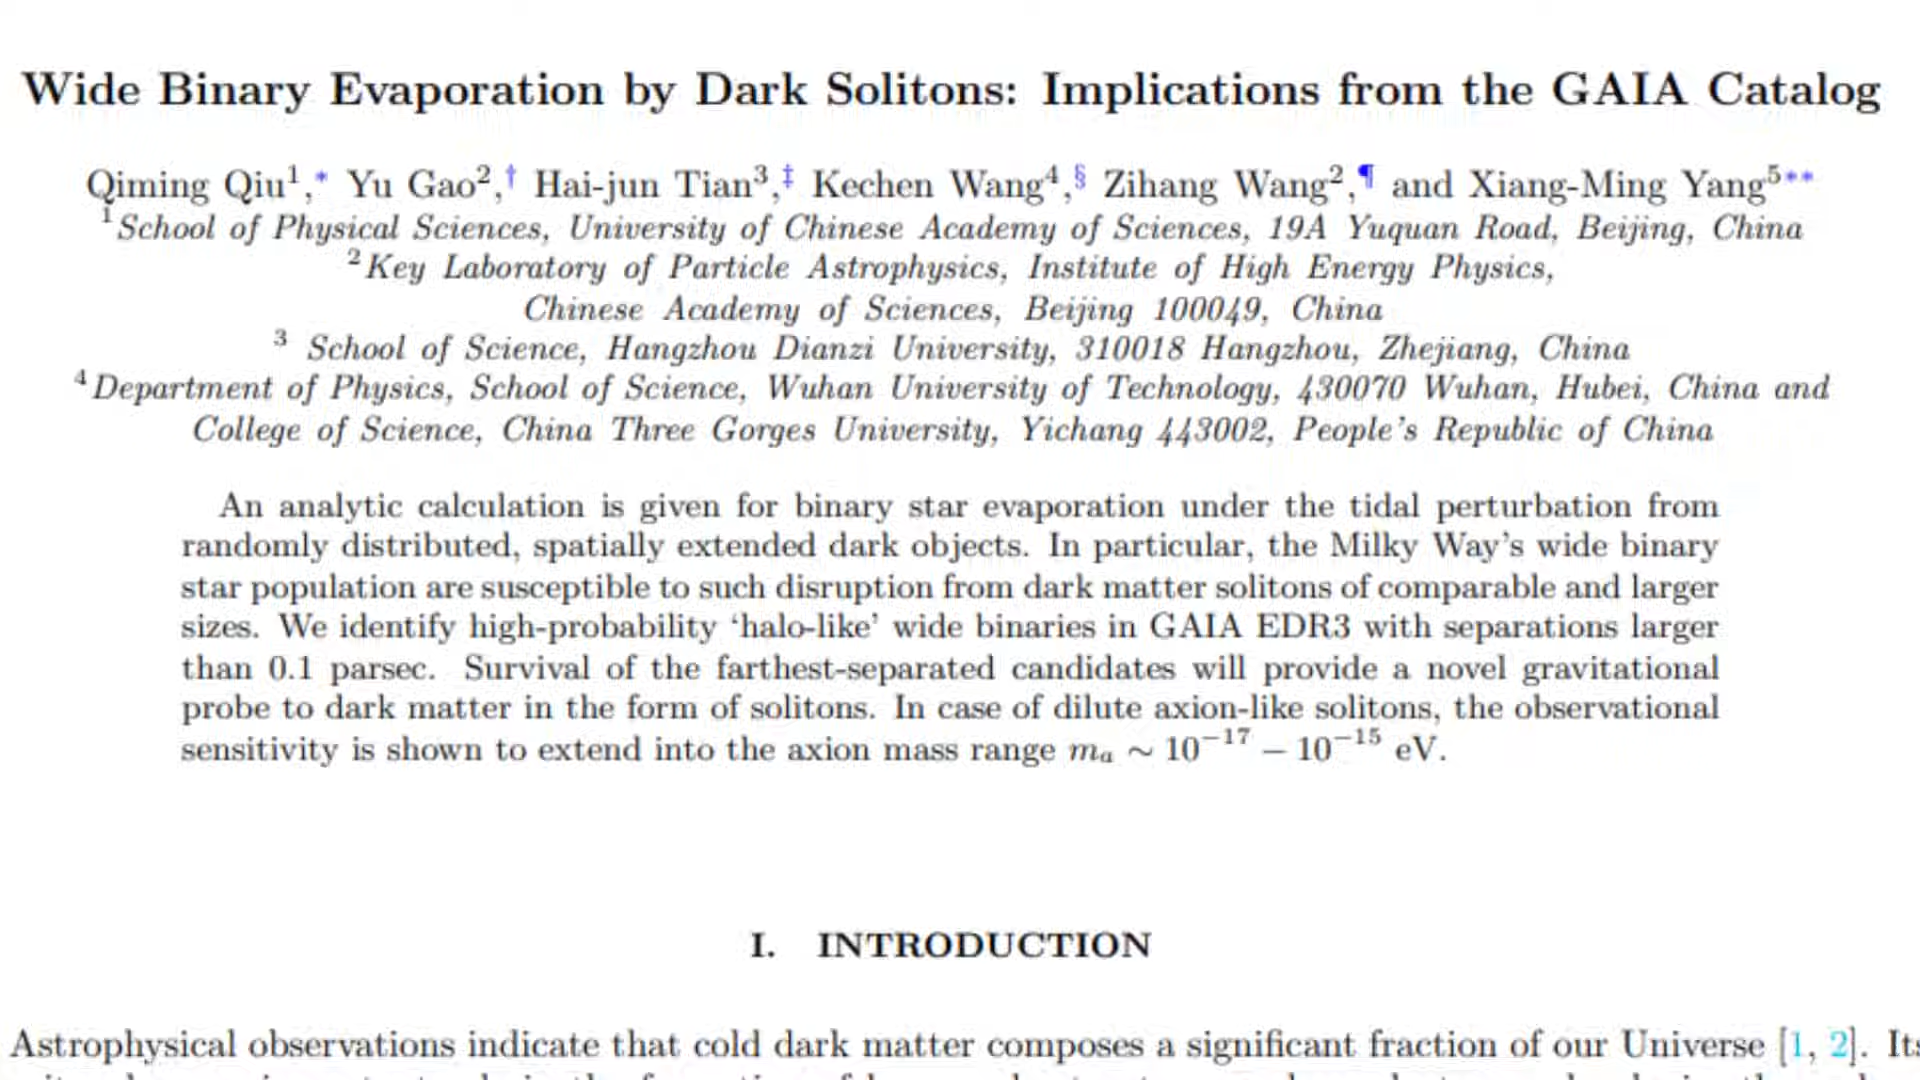 Wide Binary Evaporation by Dark Solitons: Implications from the GAIA Catalog
Qiming Qiu¹,* Yu Gao²,† Hai-jun Tian³,‡ Kechen Wang⁴,§ Zihang Wang²,¶ and Xiang-Ming Yang⁵**
¹School of Physical Sciences, University of Chinese Academy of Sciences, 19A Yuquan Road, Beijing, China
²Key Laboratory of Particle Astrophysics, Institute of High Energy Physics,
Chinese Academy of Sciences, Beijing 100049, China
³ School of Science, Hangzhou Dianzi University, 310018 Hangzhou, Zhejiang, China
⁴Department of Physics, School of Science, Wuhan University of Technology, 430070 Wuhan, Hubei, China and
College of Science, China Three Gorges University, Yichang 443002, People's Republic of China
An analytic calculation is given for binary star evaporation under the tidal perturbation from
randomly distributed, spatially extended dark objects. In particular, the Milky Way's wide binary
star population are susceptible to such disruption from dark matter solitons of comparable and larger
sizes. We identify high-probability 'halo-like' wide binaries in GAIA EDR3 with separations larger
than 0.1 parsec. Survival of the farthest-separated candidates will provide a novel gravitational
probe to dark matter in the form of solitons. In case of dilute axion-like solitons, the observational
sensitivity is shown to extend into the axion mass range mₐ ∼ 10⁻¹⁷ – 10⁻¹⁵ eV.
I. INTRODUCTION
Astrophysical observations indicate that cold dark matter composes a significant fraction of our Universe [1, 2]. Its